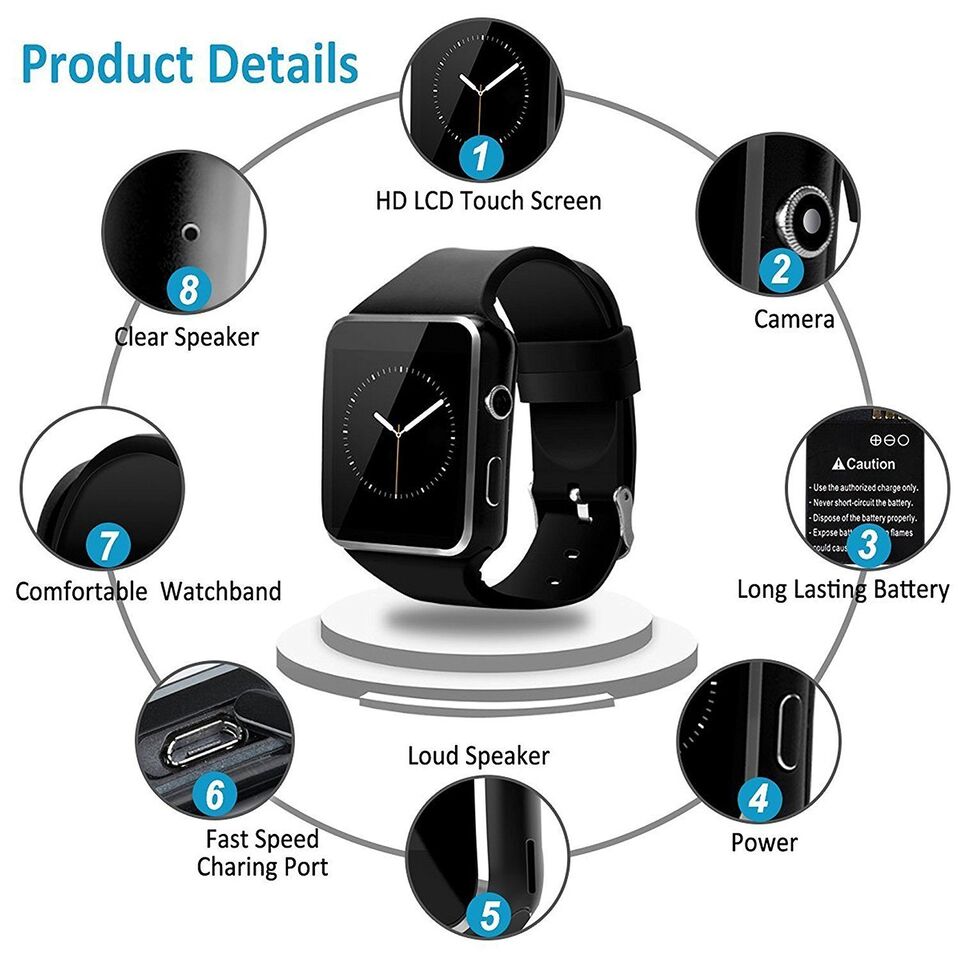 Product Details
1
HD LCD Touch Screen
2
Camera
⚠Caution
- Use the authorized charge only.
- Never short-circuit the battery.
- Dispose of the battery properly.
- Expose flames
3
Long Lasting Battery
4
Power
Loud Speaker
5
6
Fast Speed
Charing Port
7
Comfortable Watchband
8
Clear Speaker